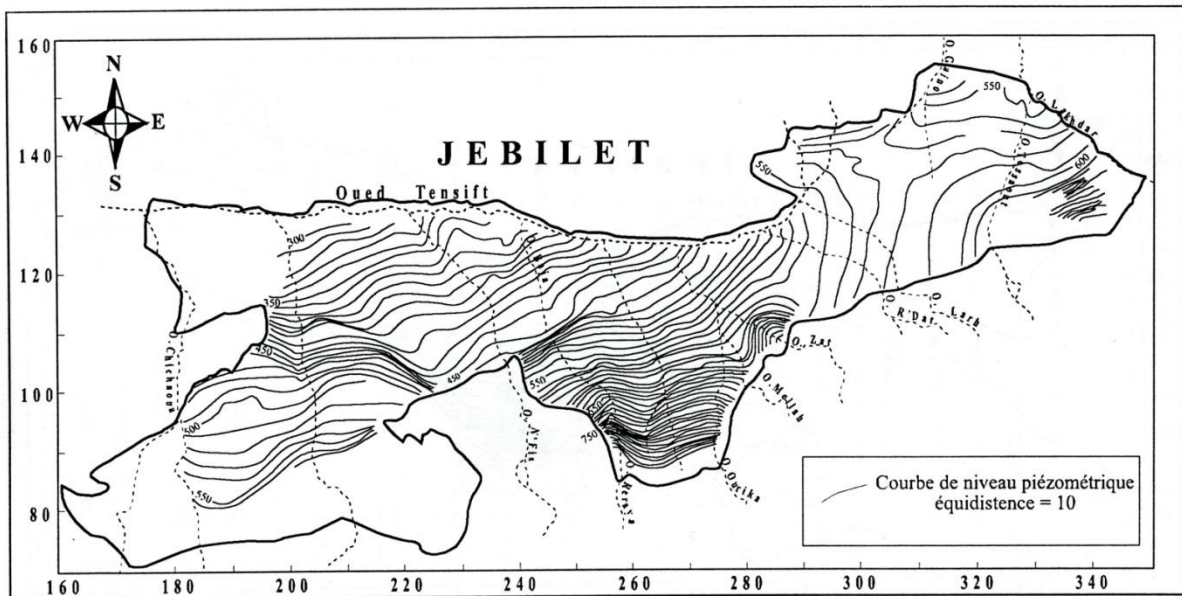 160
140
120
100
80
160
180
200
220
240
260
280
300
320
340
N
W
E
S
JEBILET
Oued Tensift
O. Lakhdar
O. Chichaoua
O. N'Fis
O. Reraya
O. Ourika
O. Zat
O. R'Dat
O. Larh
300
350
450
500
550
450
550
750
550
550
600
Courbe de niveau piézométrique
équidistence = 10